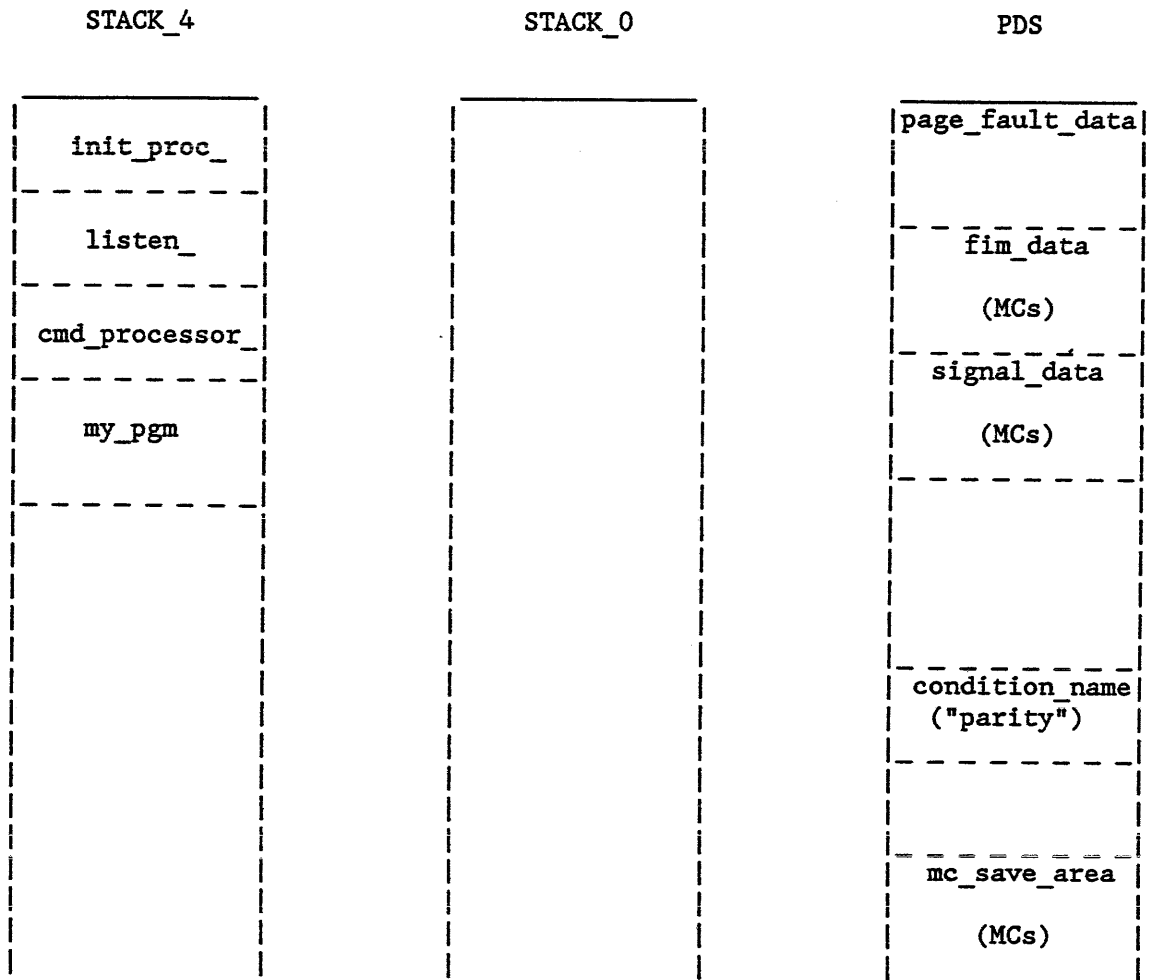 STACK_4 STACK_0 PDS
init_proc_
listen_
cmd_processor_
my_pgm
page_fault_data
fim_data
(MCs)
signal_data
(MCs)
condition_name
("parity")
mc_save_area
(MCs)